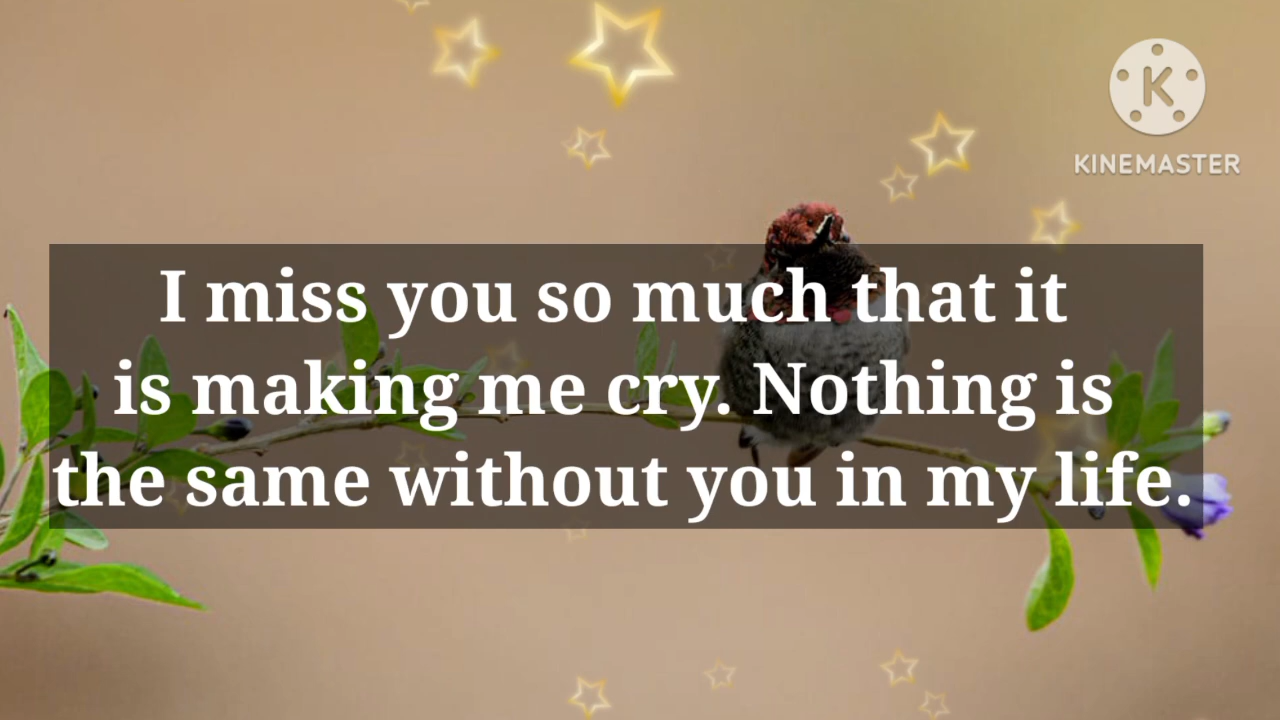 K
KINEMASTER
I miss you so much that it
is making me cry. Nothing is
the same without you in my life.